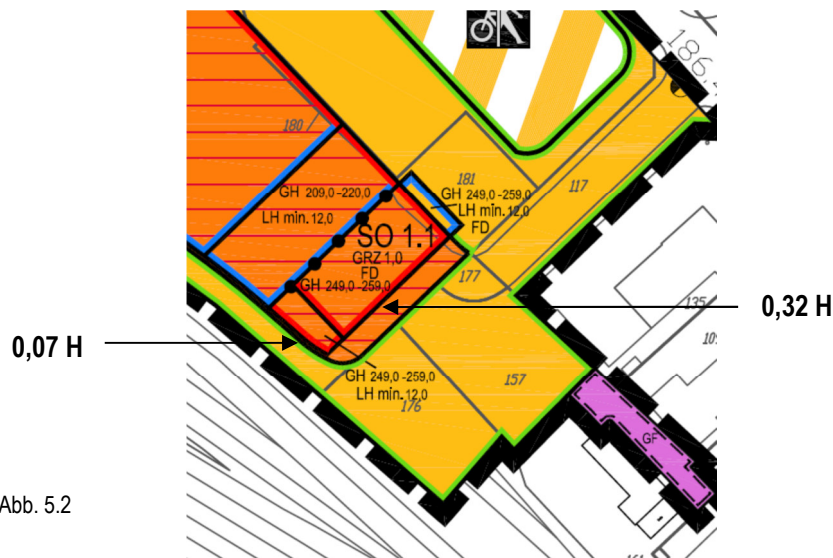 186,
180
181
117
GH 209,0 -220,0
GH 249,0 -259,0
LH min. 12,0
LH min. 12,0
FD
SO 1.1
GRZ 1,0
FD
GH 249,0 -259,0
177
135
0,32 H
0,07 H
GH 249,0 -259,0
LH min. 12,0
157
176
GF
Abb. 5.2